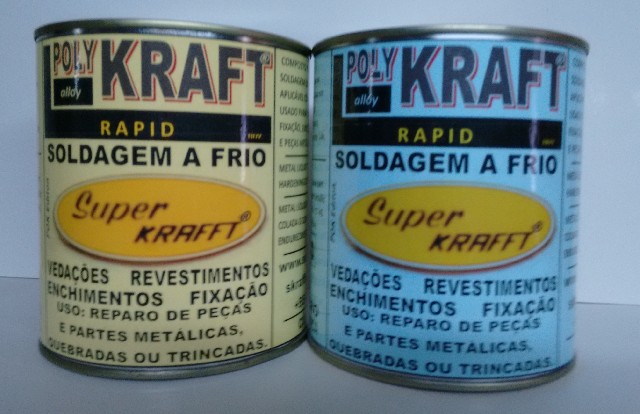 POLY KRAFT®
alloy
RAPID
SOLDAGEM A FRIO
Super
KRAFFT®
VEDAÇÕES REVESTIMENTOS
ENCHIMENTOS FIXAÇÃO
USO: REPARO DE PEÇAS
E PARTES METÁLICAS,
QUEBRADAS OU TRINCADAS.
POLY KRAFT®
alloy
RAPID
SOLDAGEM A FRIO
Super
KRAFFT®
VEDAÇÕES REVESTIMENTOS
ENCHIMENTOS FIXAÇÃO
USO: REPARO DE PEÇAS
E PARTES METALICAS,
QUEBRADAS OU TRINCADAS.